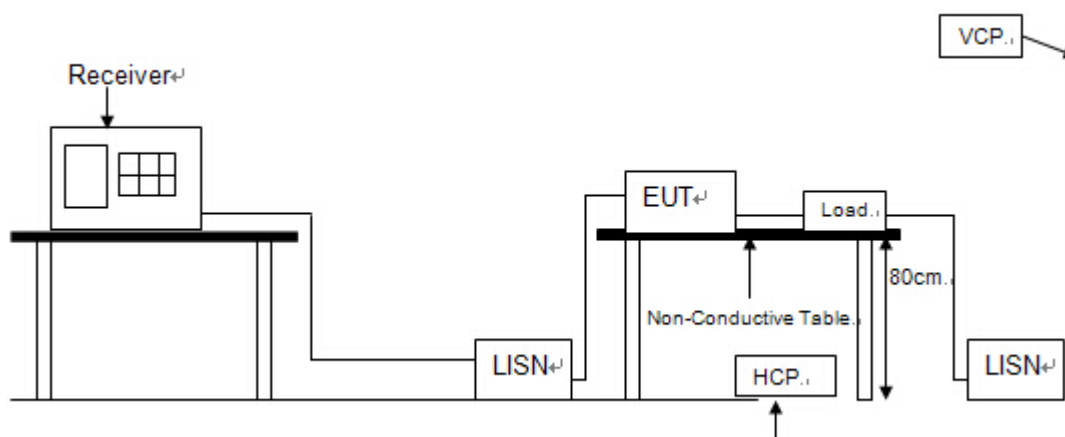 VCP.
Receiver
EUT
Load.
80cm.
Non-Conductive Table.
LISN
HCP.
LISN